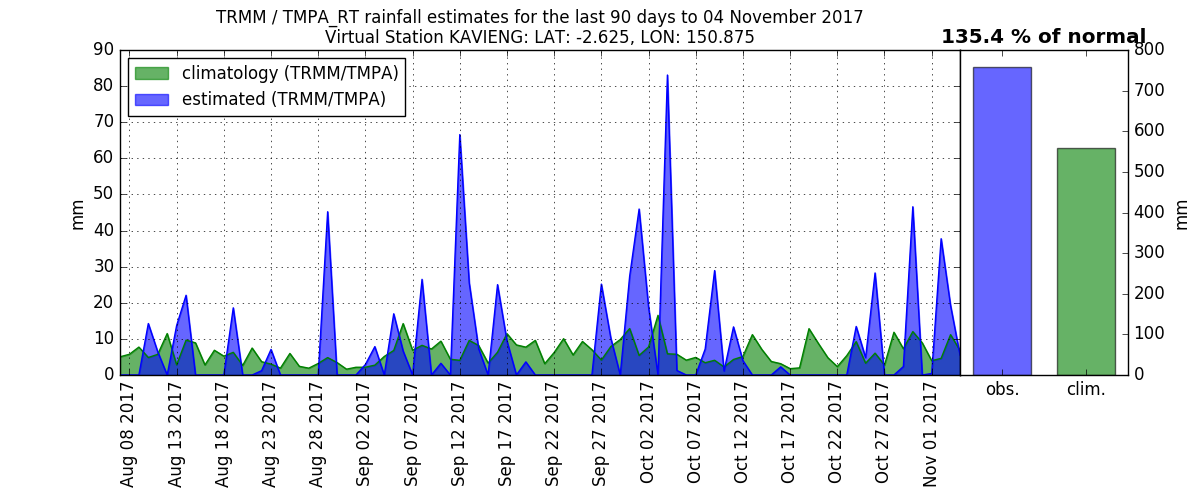 TRMM / TMPA_RT rainfall estimates for the last 90 days to 04 November 2017
Virtual Station KAVIENG: LAT: -2.625, LON: 150.875
135.4 % of normal
climatology (TRMM/TMPA)
estimated (TRMM/TMPA)
90
80
70
60
50
40
30
20
10
0
mm
Aug 08 2017
Aug 13 2017
Aug 18 2017
Aug 23 2017
Aug 28 2017
Sep 02 2017
Sep 07 2017
Sep 12 2017
Sep 17 2017
Sep 22 2017
Sep 27 2017
Oct 02 2017
Oct 07 2017
Oct 12 2017
Oct 17 2017
Oct 22 2017
Oct 27 2017
Nov 01 2017
obs.
clim.
800
700
600
500
400
300
200
100
0
mm